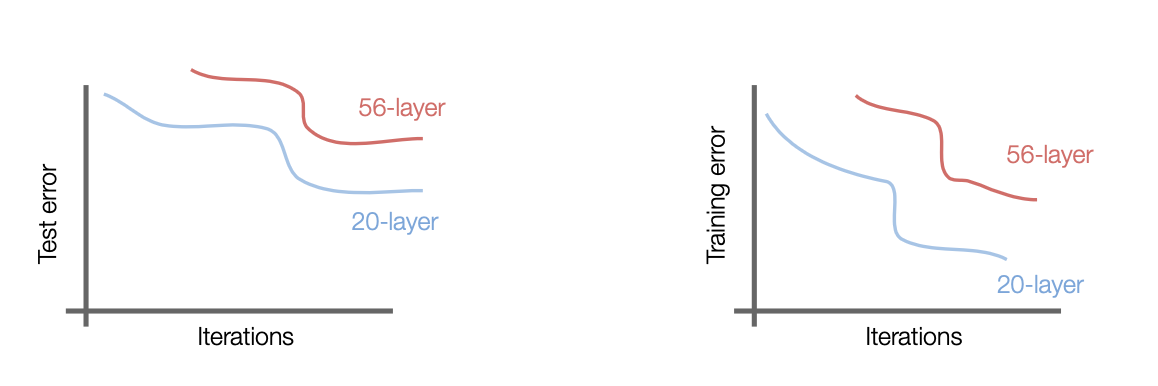 Test error
56-layer
20-layer
Iterations
Training error
56-layer
20-layer
Iterations